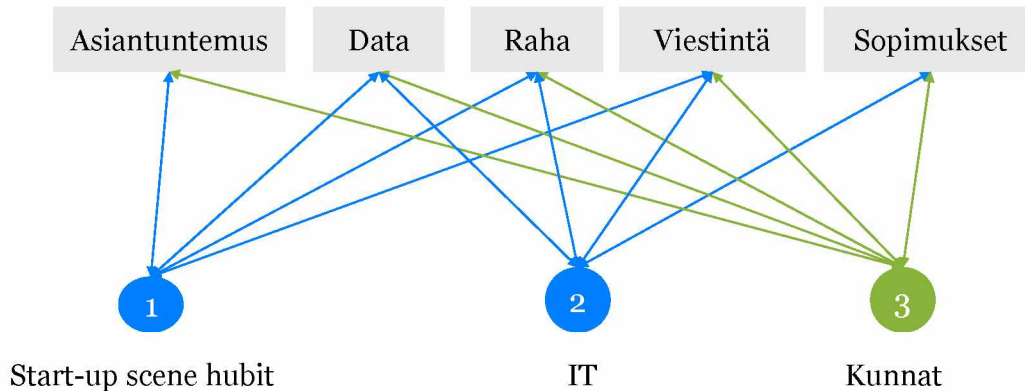 Asiantuntemus
Data
Raha
Viestintä
Sopimukset
1
2
3
Start-up scene hubit
IT
Kunnat